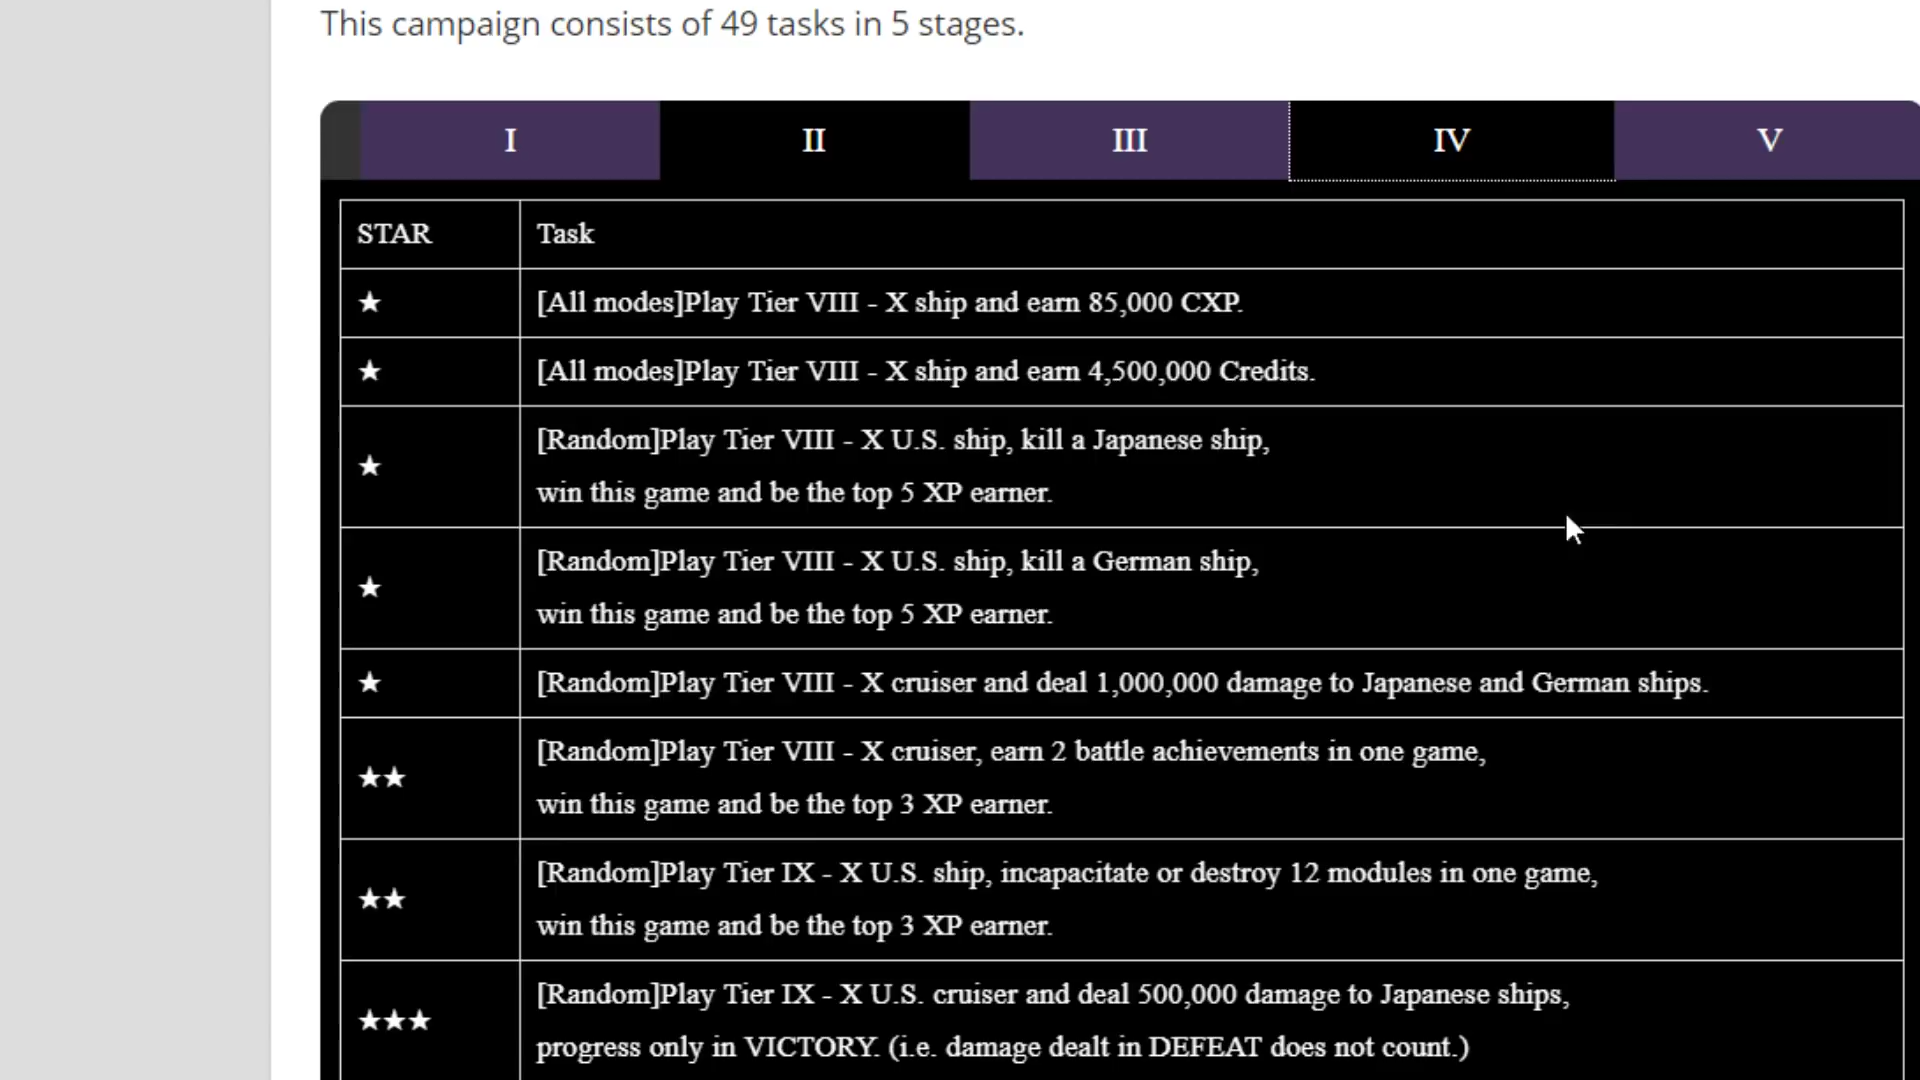 This campaign consists of 49 tasks in 5 stages.
I II III IV V
STAR Task
★ [All modes]Play Tier VIII - X ship and earn 85,000 CXP.
★ [All modes]Play Tier VIII - X ship and earn 4,500,000 Credits.
★ [Random]Play Tier VIII - X U.S. ship, kill a Japanese ship,
win this game and be the top 5 XP earner.
★ [Random]Play Tier VIII - X U.S. ship, kill a German ship,
win this game and be the top 5 XP earner.
★ [Random]Play Tier VIII - X cruiser and deal 1,000,000 damage to Japanese and German ships.
★★ [Random]Play Tier VIII - X cruiser, earn 2 battle achievements in one game,
win this game and be the top 3 XP earner.
★★ [Random]Play Tier IX - X U.S. ship, incapacitate or destroy 12 modules in one game,
win this game and be the top 3 XP earner.
★★★ [Random]Play Tier IX - X U.S. cruiser and deal 500,000 damage to Japanese ships,
progress only in VICTORY. (i.e. damage dealt in DEFEAT does not count.)